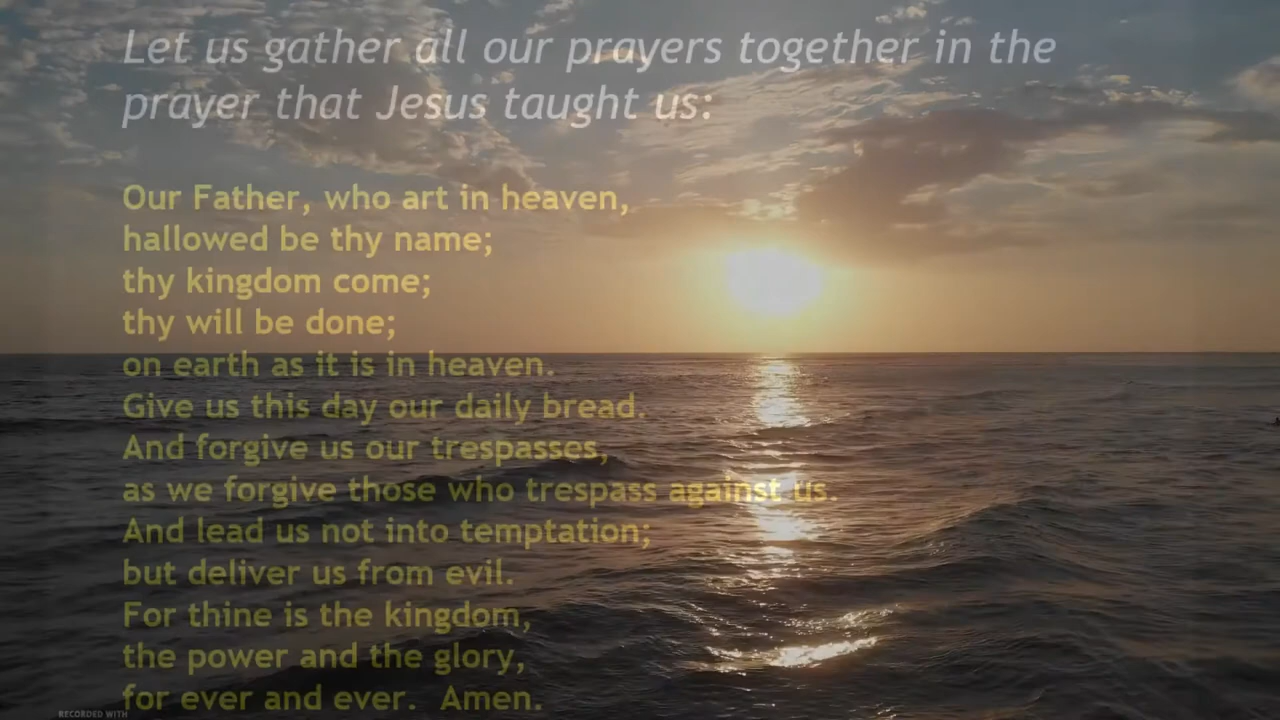 Let us gather all our prayers together in the
prayer that Jesus taught us:
Our Father, who art in heaven,
hallowed be thy name;
thy kingdom come;
thy will be done;
on earth as it is in heaven.
Give us this day our daily bread.
And forgive us our trespasses,
as we forgive those who trespass against us.
And lead us not into temptation;
but deliver us from evil.
For thine is the kingdom,
the power and the glory,
for ever and ever.  Amen.
RECORDED WITH